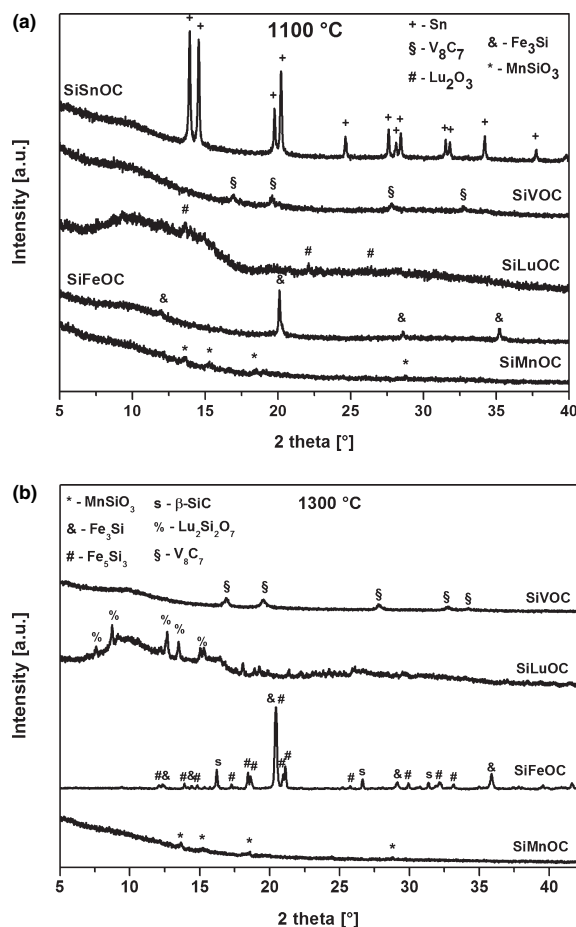 (a)
1100 °C
+ - Sn
§ - V₈C₇
# - Lu₂O₃
& - Fe₃Si
* - MnSiO₃
Intensity [a.u.]
SiSnOC
+ + + + + + + + + + + +
SiVOC
§ § § §
SiLuOC
# # #
SiFeOC
& & & &
SiMnOC
* * * *
5 10 15 20 25 30 35 40
2 theta [°]
(b)
1300 °C
* - MnSiO₃
& - Fe₃Si
# - Fe₅Si₃
s - β-SiC
% - Lu₂Si₂O₇
§ - V₈C₇
Intensity [a.u.]
§ § § § §
SiVOC
% % % % %
SiLuOC
#& # & # s # # # & # # # # s & # s # # &
SiFeOC
* * * *
SiMnOC
5 10 15 20 25 30 35 40
2 theta [°]